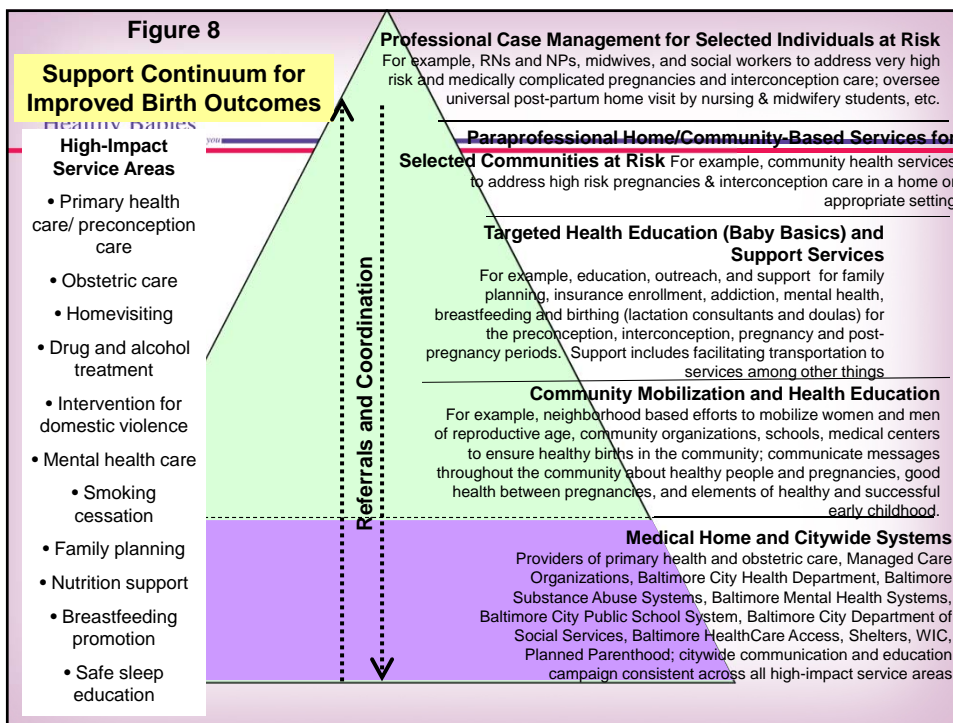 Figure 8
Support Continuum for
Improved Birth Outcomes
Healthy Babies
you
High-Impact
Service Areas
• Primary health
care/ preconception
care
• Obstetric care
• Homevisiting
• Drug and alcohol
treatment
• Intervention for
domestic violence
• Mental health care
• Smoking
cessation
• Family planning
• Nutrition support
• Breastfeeding
promotion
• Safe sleep
education
Referrals and Coordination
Professional Case Management for Selected Individuals at Risk
For example, RNs and NPs, midwives, and social workers to address very high
risk and medically complicated pregnancies and interconception care; oversee
universal post-partum home visit by nursing & midwifery students, etc.
Paraprofessional Home/Community-Based Services for
Selected Communities at Risk For example, community health services
to address high risk pregnancies & interconception care in a home or
appropriate setting
Targeted Health Education (Baby Basics) and
Support Services
For example, education, outreach, and support for family
planning, insurance enrollment, addiction, mental health,
breastfeeding and birthing (lactation consultants and doulas) for
the preconception, interconception, pregnancy and post-
pregnancy periods. Support includes facilitating transportation to
services among other things
Community Mobilization and Health Education
For example, neighborhood based efforts to mobilize women and men
of reproductive age, community organizations, schools, medical centers
to ensure healthy births in the community; communicate messages
throughout the community about healthy people and pregnancies, good
health between pregnancies, and elements of healthy and successful
early childhood.
Medical Home and Citywide Systems
Providers of primary health and obstetric care, Managed Care
Organizations, Baltimore City Health Department, Baltimore
Substance Abuse Systems, Baltimore Mental Health Systems,
Baltimore City Public School System, Baltimore City Department of
Social Services, Baltimore HealthCare Access, Shelters, WIC,
Planned Parenthood; citywide communication and education
campaign consistent across all high-impact service areas